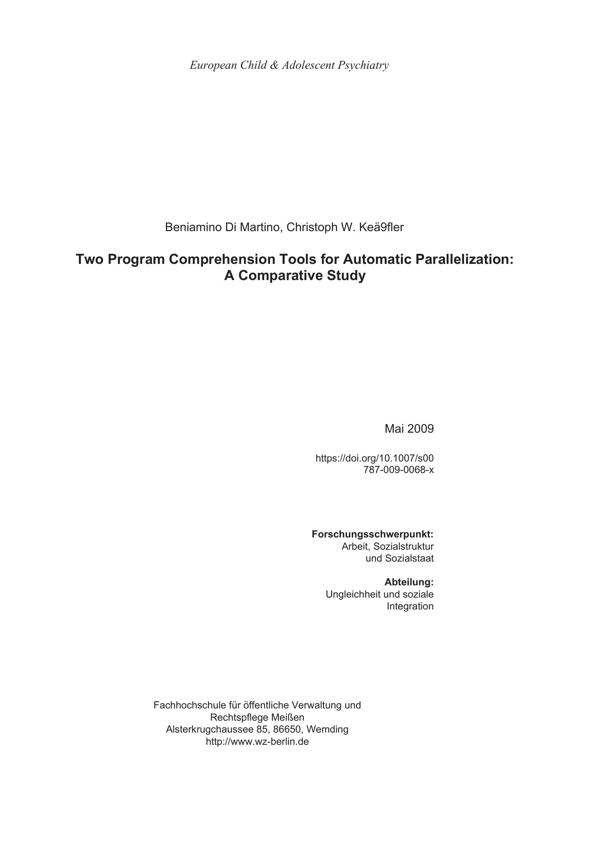 European Child & Adolescent Psychiatry
Beniamino Di Martino, Christoph W. Keä9fler
Two Program Comprehension Tools for Automatic Parallelization:
A Comparative Study
Mai 2009
https://doi.org/10.1007/s00
787-009-0068-x
Forschungsschwerpunkt:
Arbeit, Sozialstruktur
und Sozialstaat
Abteilung:
Ungleichheit und soziale
Integration
Fachhochschule für öffentliche Verwaltung und
Rechtspflege Meißen
Alsterkrugchaussee 85, 86650, Wemding
http://www.wz-berlin.de